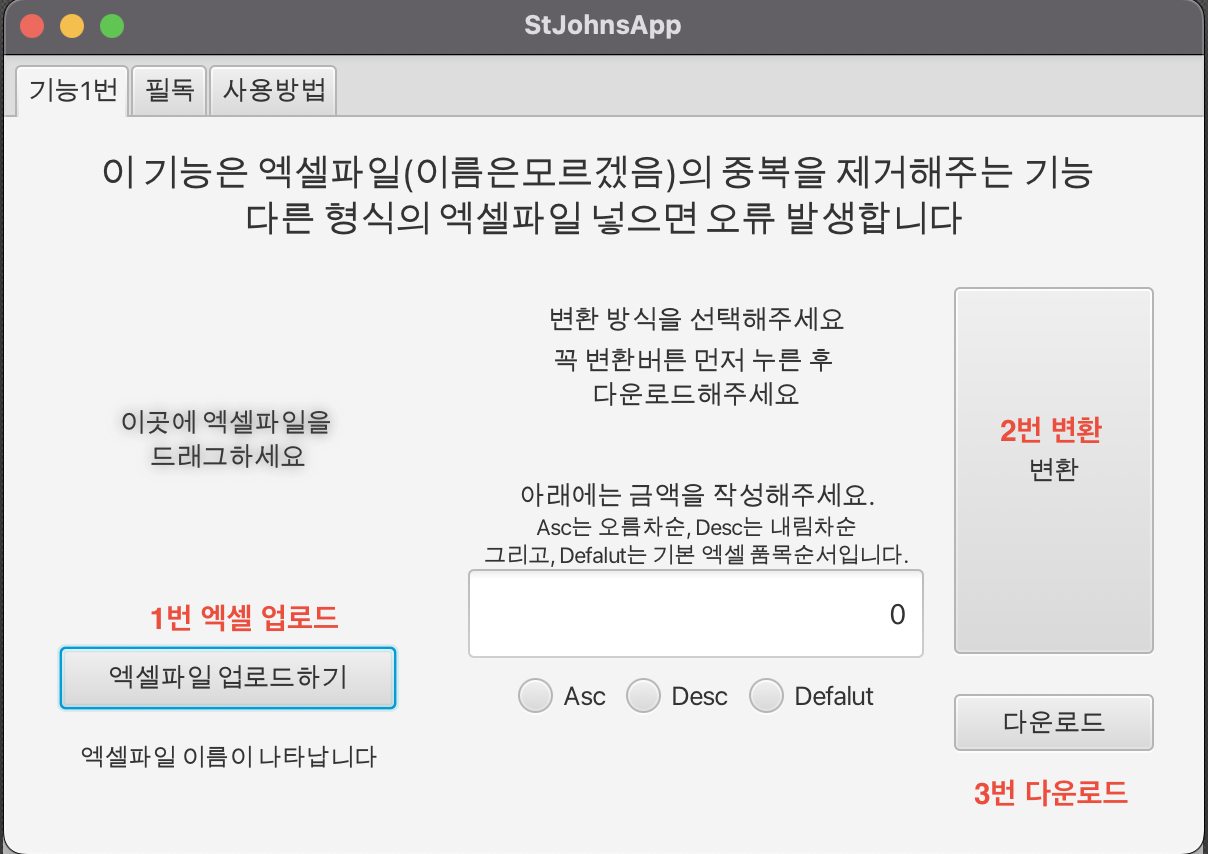 StJohnsApp
기능1번 필독 사용방법
이 기능은 엑셀파일(이름은모르겠음)의 중복을 제거해주는 기능
다른 형식의 엑셀파일 넣으면 오류 발생합니다
변환 방식을 선택해주세요
꼭 변환버튼 먼저 누른 후
다운로드해주세요
이곳에 엑셀파일을
드래그하세요
2번 변환
변환
아래에는 금액을 작성해주세요.
Asc는 오름차순, Desc는 내림차순
그리고, Defalut는 기본 엑셀 품목순서입니다.
0
1번 엑셀 업로드
엑셀파일 업로드하기
Asc Desc Defalut
다운로드
엑셀파일 이름이 나타납니다
3번 다운로드